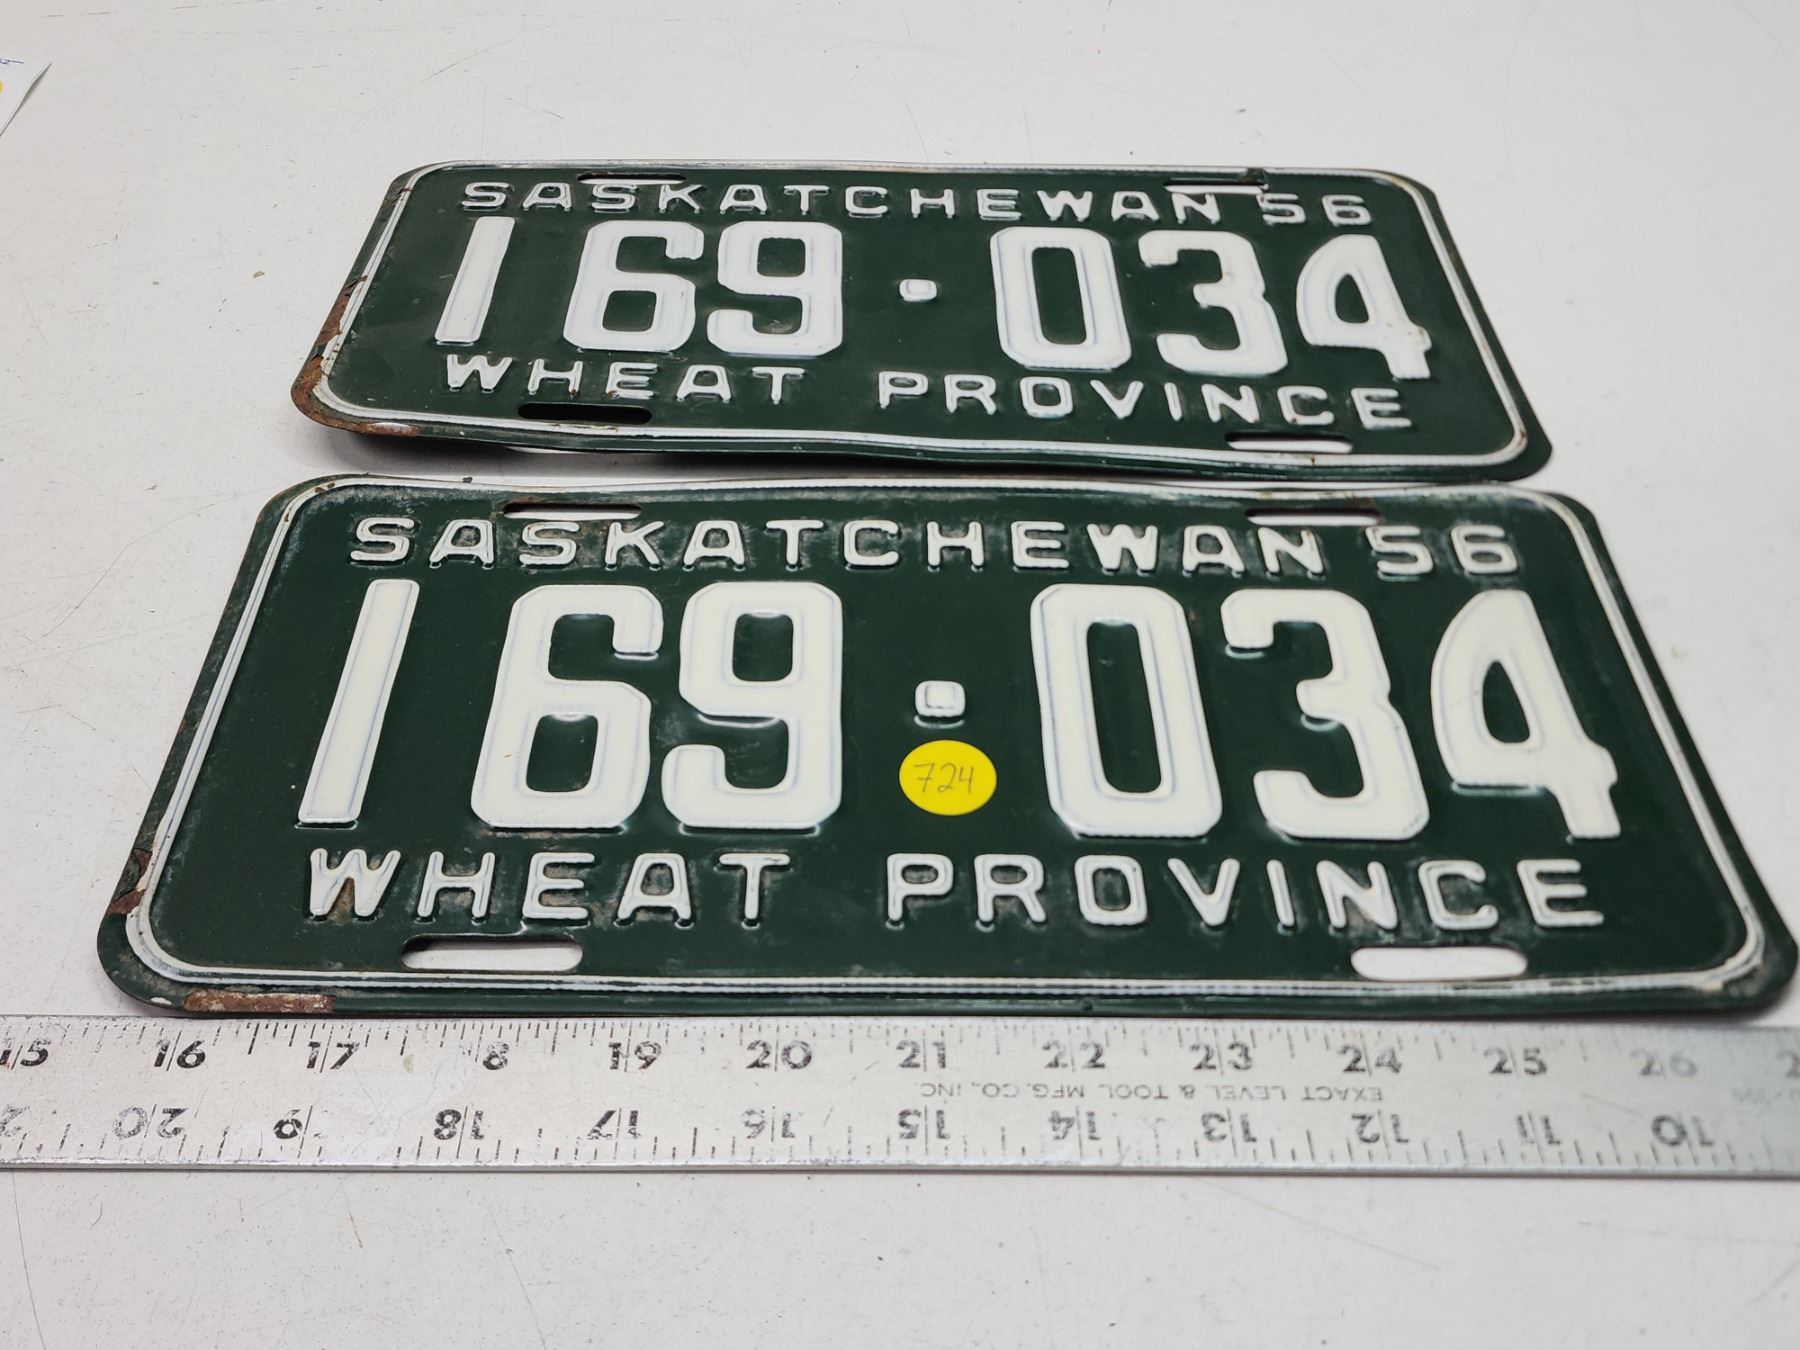 SASKATCHEWAN 56
169·034
WHEAT PROVINCE
SASKATCHEWAN 56
169·034
724
WHEAT PROVINCE
15 16 17 18 19 20 21 22 23 24 25 26
EXACT LEVEL & TOOL MFG. CO., INC
20 19 18 17 16 15 14 13 12 11 10